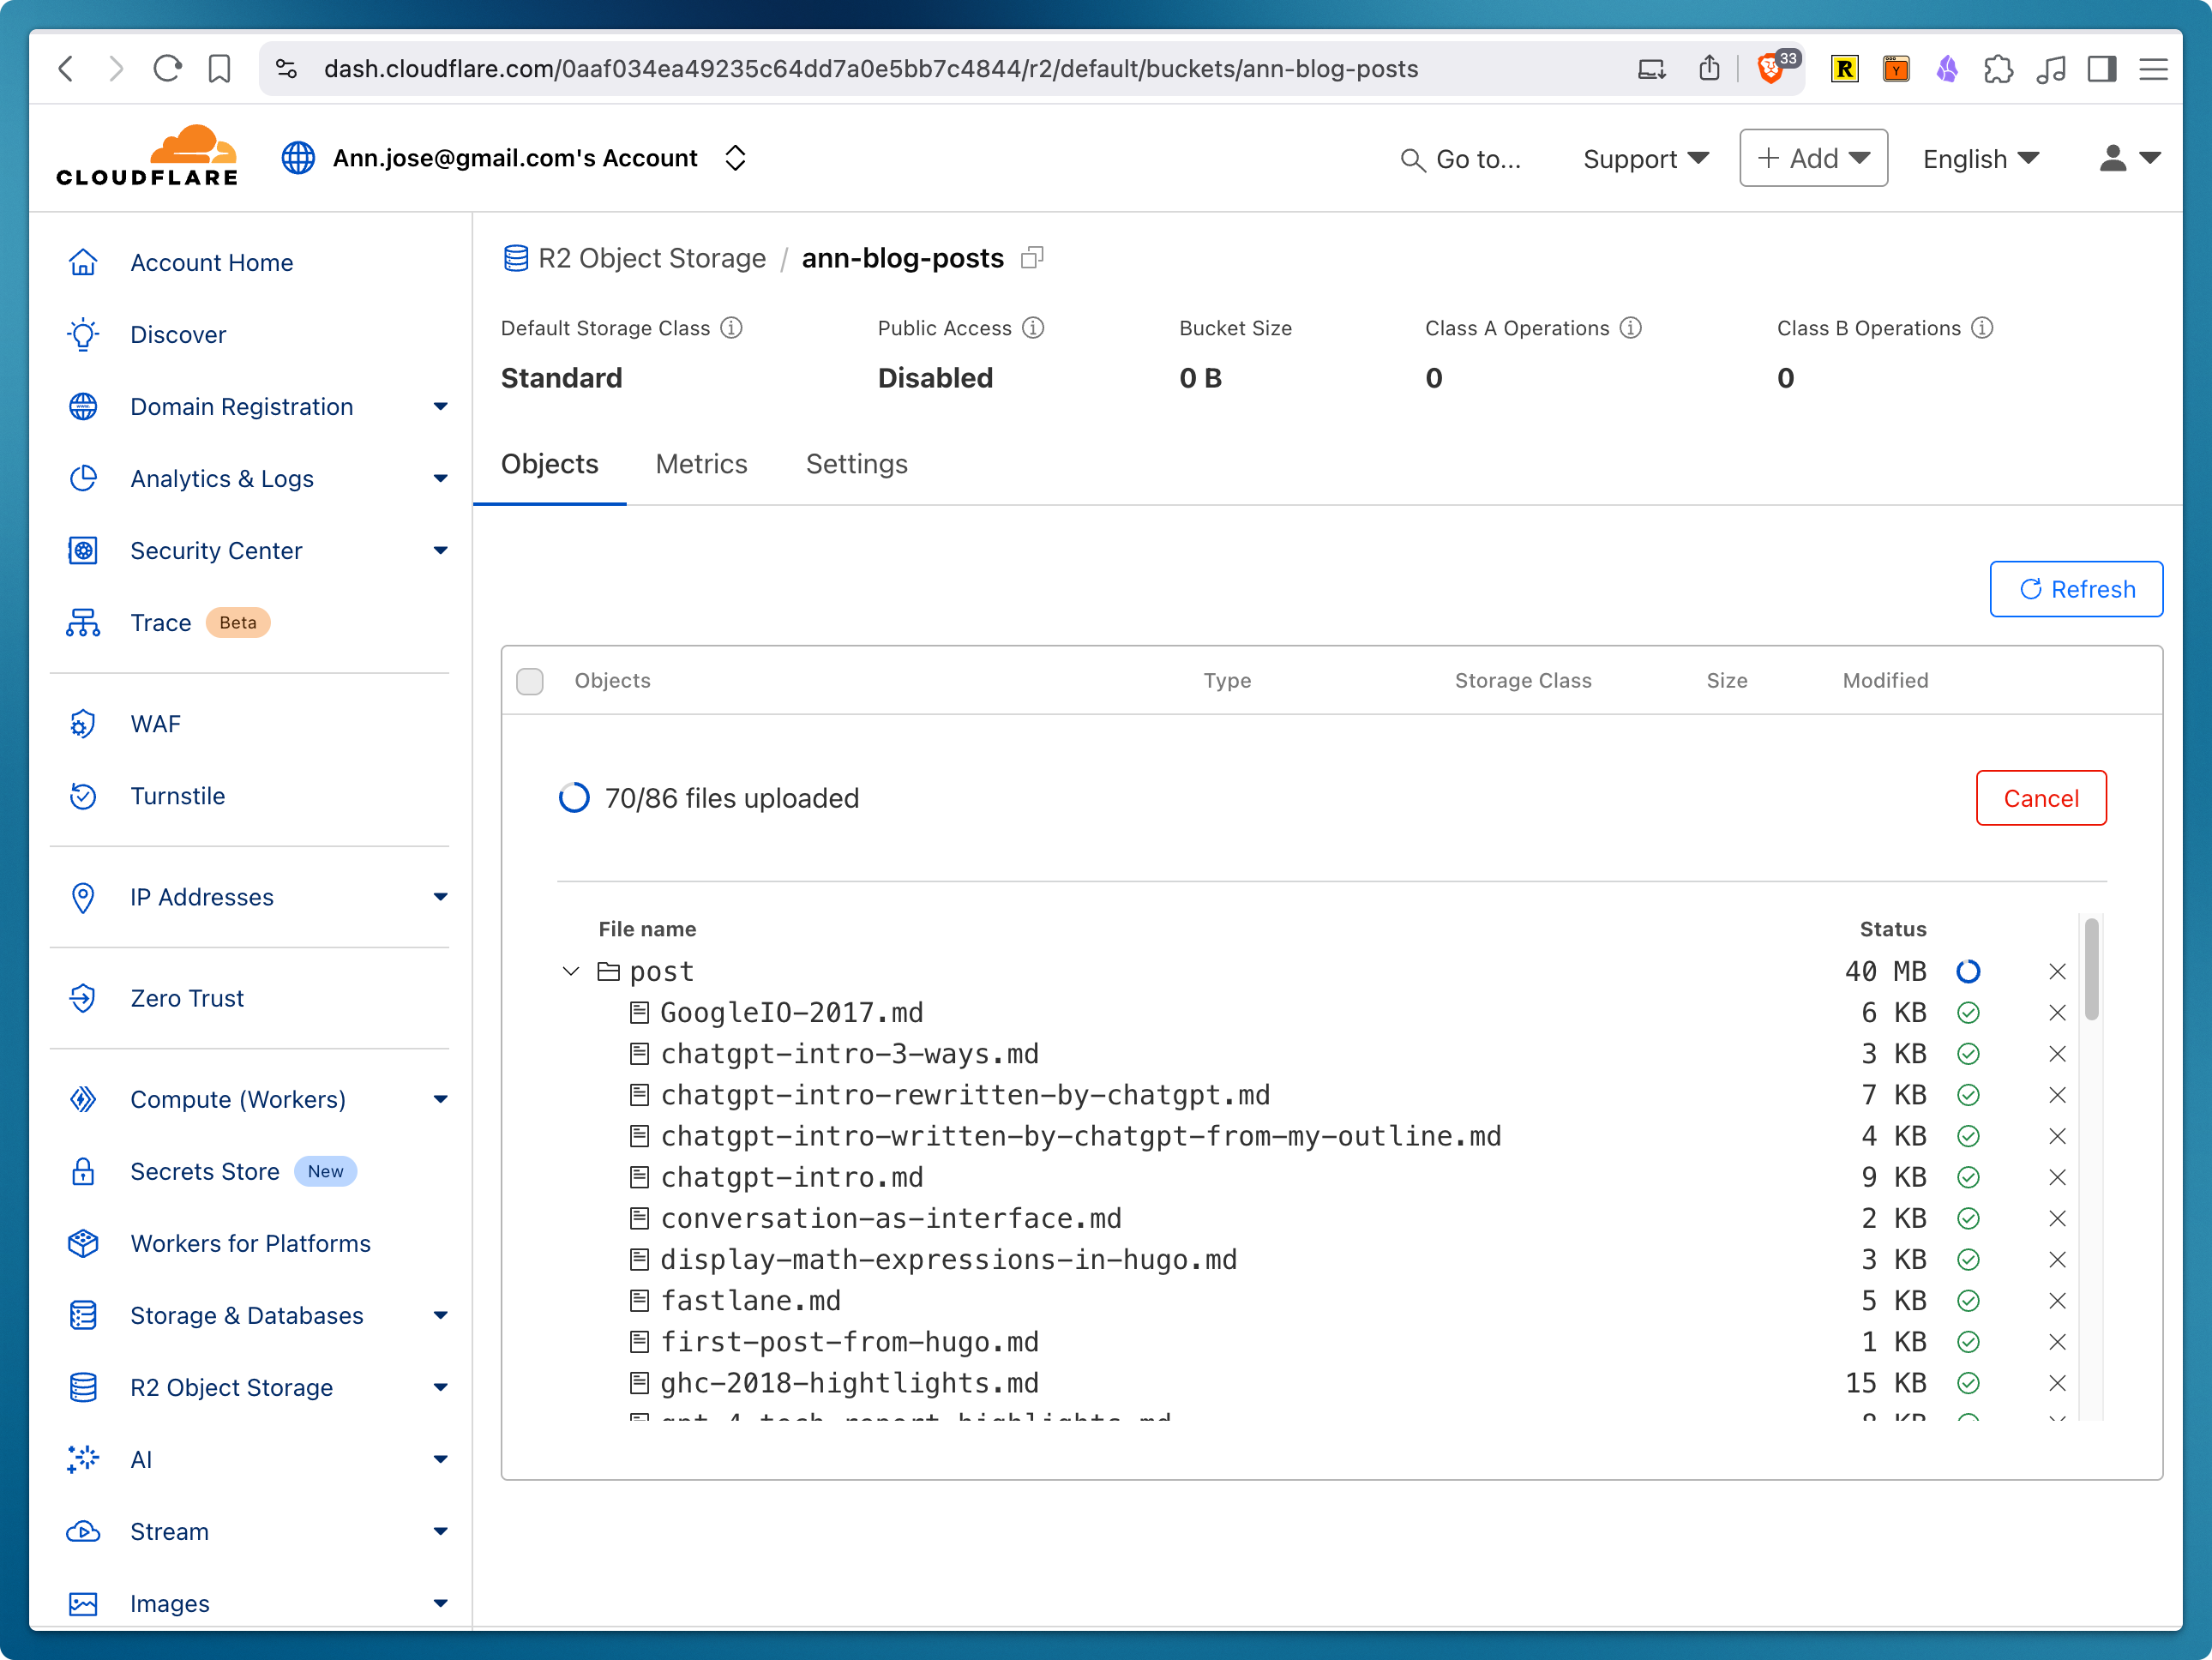 dash.cloudflare.com/0aaf034ea49235c64dd7a0e5bb7c4844/r2/default/buckets/ann-blog-posts
33
R
Y
CLOUDFLARE
Ann.jose@gmail.com's Account
Go to...
Support
+ Add
English
Account Home
Discover
Domain Registration
Analytics & Logs
Security Center
Trace Beta
WAF
Turnstile
IP Addresses
Zero Trust
Compute (Workers)
Secrets Store New
Workers for Platforms
Storage & Databases
R2 Object Storage
AI
Stream
Images
R2 Object Storage / ann-blog-posts
Default Storage Class Public Access Bucket Size Class A Operations Class B Operations
Standard Disabled 0 B 0 0
Objects Metrics Settings
Refresh
Objects Type Storage Class Size Modified
70/86 files uploaded Cancel
File name Status
post 40 MB
GoogleIO-2017.md 6 KB
chatgpt-intro-3-ways.md 3 KB
chatgpt-intro-rewritten-by-chatgpt.md 7 KB
chatgpt-intro-written-by-chatgpt-from-my-outline.md 4 KB
chatgpt-intro.md 9 KB
conversation-as-interface.md 2 KB
display-math-expressions-in-hugo.md 3 KB
fastlane.md 5 KB
first-post-from-hugo.md 1 KB
ghc-2018-hightlights.md 15 KB
gpt-4-tech-report-highlights.md 8 KB